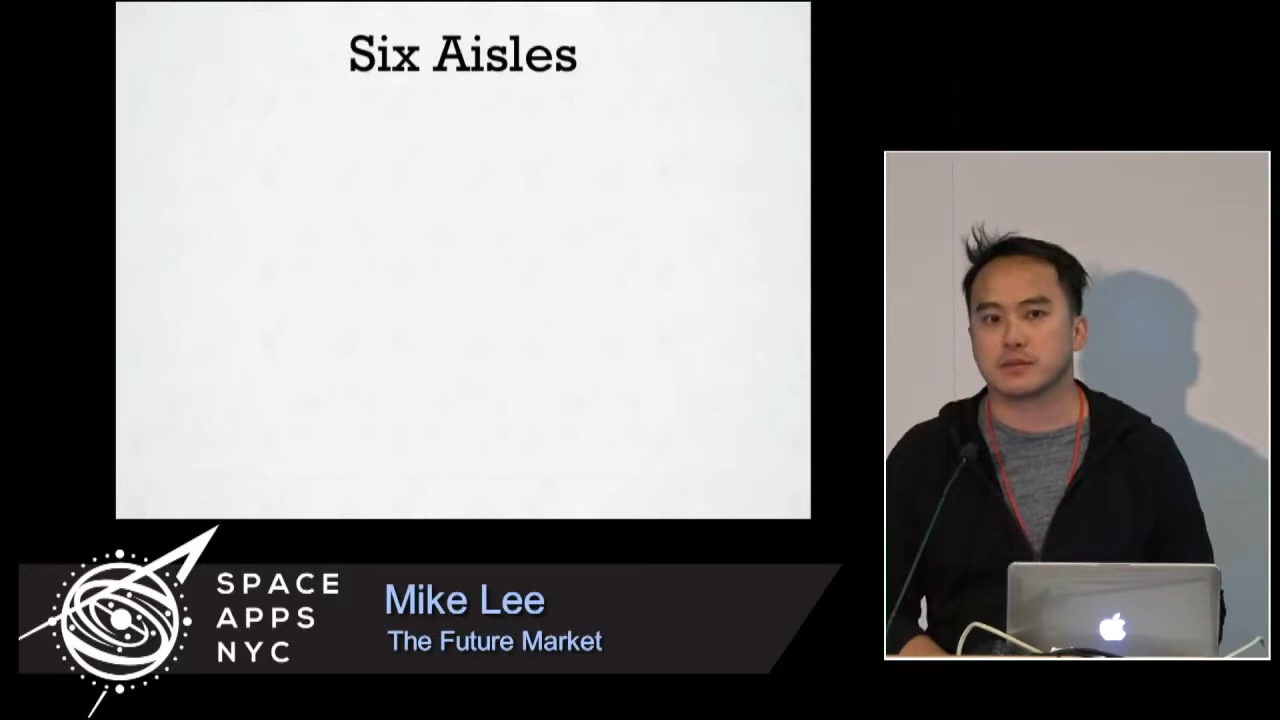 Six Aisles
SPACE
APPS
NYC
Mike Lee
The Future Market